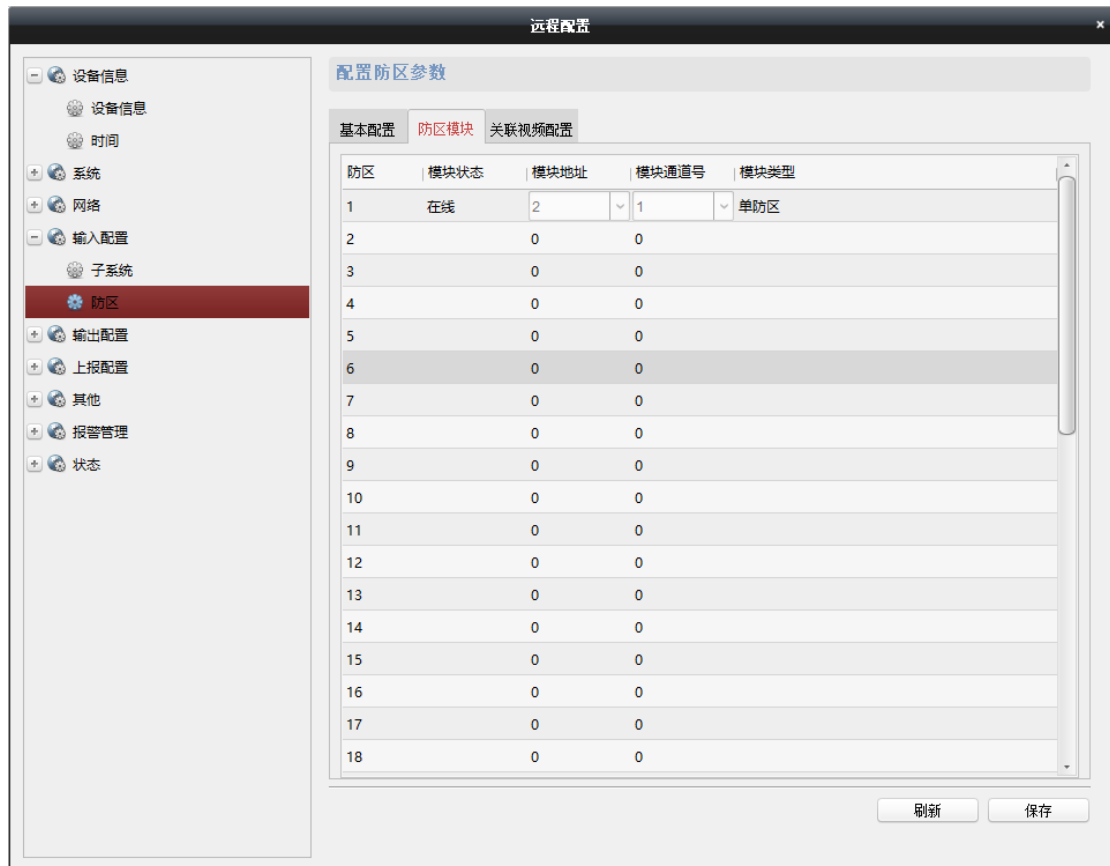 远程配置
设备信息
设备信息
时间
系统
网络
输入配置
子系统
防区
输出配置
上报配置
其他
报警管理
状态
配置防区参数
基本配置 防区模块 关联视频配置
防区 模块状态 模块地址 模块通道号 模块类型
1 在线 2 1 单防区
2 0 0
3 0 0
4 0 0
5 0 0
6 0 0
7 0 0
8 0 0
9 0 0
10 0 0
11 0 0
12 0 0
13 0 0
14 0 0
15 0 0
16 0 0
17 0 0
18 0 0
刷新 保存